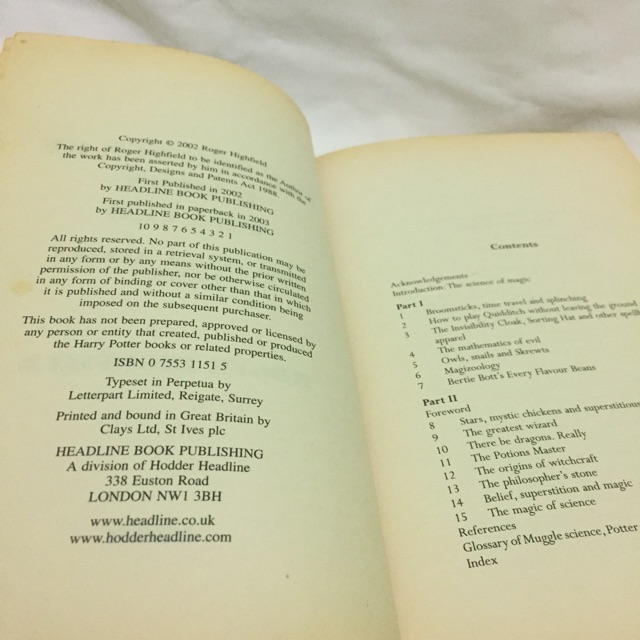 Copyright © 2002 Roger Highfield
The right of Roger Highfield to be identified as the Author of
the work has been asserted by him in accordance with the
Copyright, Designs and Patents Act 1988.
First Published in 2002
by HEADLINE BOOK PUBLISHING
First published in paperback in 2003
by HEADLINE BOOK PUBLISHING
10 9 8 7 6 5 4 3 2 1
All rights reserved. No part of this publication may be
reproduced, stored in a retrieval system, or transmitted
in any form or by any means without the prior written
permission of the publisher, nor be otherwise circulated
in any form of binding or cover other than that in which
it is published and without a similar condition being
imposed on the subsequent purchaser.
This book has not been prepared, approved or licensed by
any person or entity that created, published or produced
the Harry Potter books or related properties.
ISBN 0 7553 1151 5
Typeset in Perpetua by
Letterpart Limited, Reigate, Surrey
Printed and bound in Great Britain by
Clays Ltd, St Ives plc
HEADLINE BOOK PUBLISHING
A division of Hodder Headline
338 Euston Road
LONDON NW1 3BH
www.headline.co.uk
www.hodderheadline.com
Contents
Acknowledgements
Introduction: The science of magic
Part I
1 Broomsticks, time travel and splinching
2 How to play Quidditch without leaving the ground
3 The Invisibility Cloak, Sorting Hat and other spell
apparel
4 The mathematics of evil
5 Owls, snails and Skrewts
6 Magizoology
7 Bertie Bott's Every Flavour Beans
Part II
Foreword
8 Stars, mystic chickens and superstitious
9 The greatest wizard
10 There be dragons. Really
11 The Potions Master
12 The origins of witchcraft
13 The philosopher's stone
14 Belief, superstition and magic
15 The magic of science
References
Glossary of Muggle science, Potter
Index